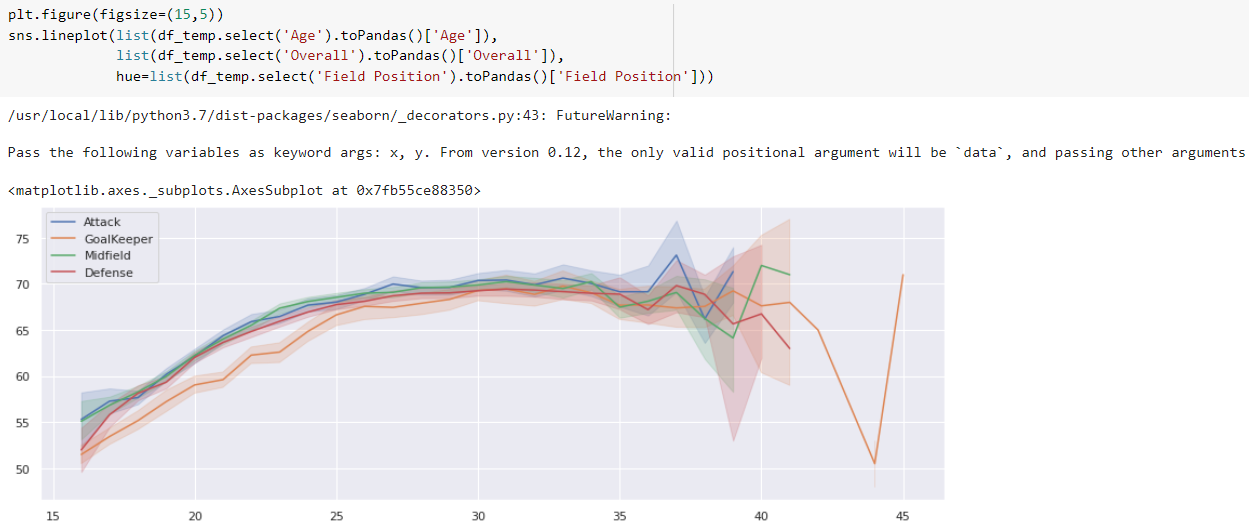 plt.figure(figsize=(15,5))
sns.lineplot(list(df_temp.select('Age').toPandas()['Age']),
list(df_temp.select('Overall').toPandas()['Overall']),
hue=list(df_temp.select('Field Position').toPandas()['Field Position']))
/usr/local/lib/python3.7/dist-packages/seaborn/_decorators.py:43: FutureWarning:
Pass the following variables as keyword args: x, y. From version 0.12, the only valid positional argument will be `data`, and passing other arguments
<matplotlib.axes._subplots.AxesSubplot at 0x7fb55ce88350>
Attack
GoalKeeper
Midfield
Defense
75
70
65
60
55
50
15 20 25 30 35 40 45